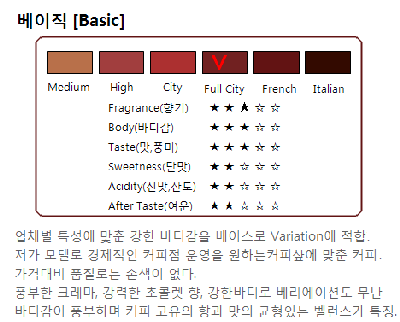 베이직 [Basic]
V
Medium High City Full City French Italian
Fragrance(향기) ★ ★ ★ ☆ ☆
Body(바디감) ★ ★ ★ ☆ ☆
Taste(맛,풍미) ★ ★ ★ ☆ ☆
Sweetness(단맛) ★ ★ ☆ ☆ ☆
Acidity(신맛,산도) ★ ★ ☆ ☆ ☆
After Taste(여운) ★ ★ ☆ ☆ ☆
업체별 특성에 맞춘 강한 바디감을 베이스로 Variation에 적합.
저가 모델로 경제적인 커피점 운영을 원하는커피샾에 맞춘 커피.
가격대비 품질로는 손색이 없다.
풍부한 크레마, 강력한 초콜렛 향, 강한바디로 베리에이션도 무난
바디감이 풍부하며 커피 고유의 향과 맛의 균형있는 밸런스가 특징.